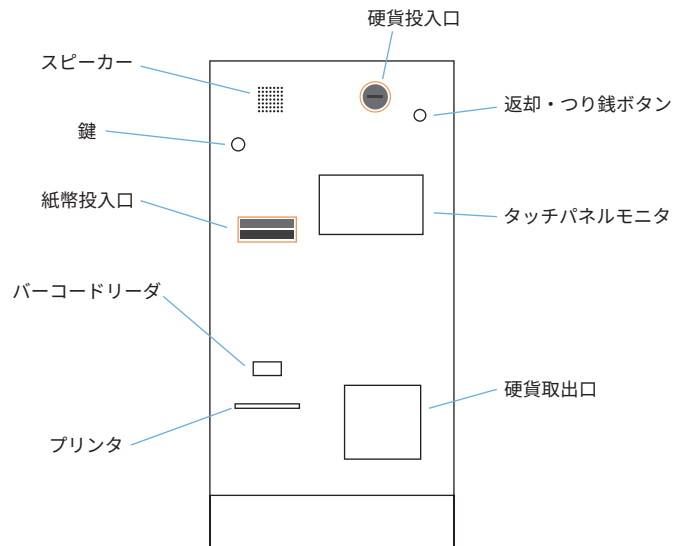 硬貨投入口
スピーカー
返却・つり銭ボタン
鍵
紙幣投入口
タッチパネルモニタ
バーコードリーダ
硬貨取出口
プリンタ